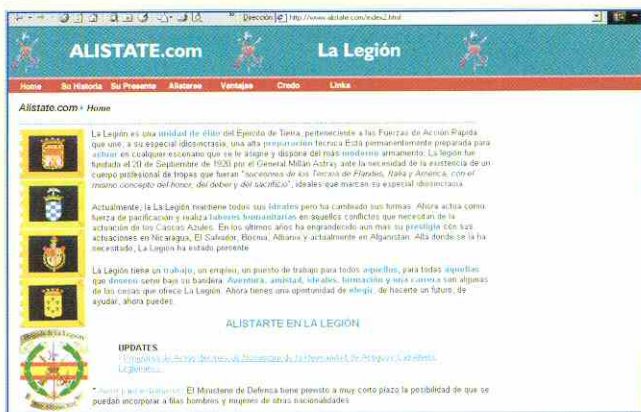 Dirección http://www.alistate.com/index2.html
ALISTATE.com La Legión
Home Su Historia Su Presente Alistarse Ventajas Credo Links
Alistate.com › Home
La Legión es una unidad de élite del Ejército de Tierra, perteneciente a las Fuerzas de Acción Rápida
que une, a su especial idiosincrasia, una alta preparación técnica. Está permanentemente preparada para
actuar en cualquier escenario que se le asigne y dispone del más moderno armamento. La legión fue
fundada el 20 de Septiembre de 1920 por el General Millán Astray ante la necesidad de la existencia de un
cuerpo profesional de tropas que fueran "sucesores de los Tercios de Flandes, Italia y America, con el
mismo concepto del honor, del deber y del sacrificio", ideales que marcan su especial idiosincrasia.
Actualmente, la La Legión mantiene todos sus ideales pero ha cambiado sus formas. Ahora actua como
fuerza de pacificación y realiza labores humanitarias en aquellos conflictos que necesitan de la
actuación de los Cascos Azules. En los últimos años ha engrandecido aun mas su prestigio con sus
actuaciones en Nicaragua, El Salvador, Bosnia, Albania y actualmente en Afganistan. Alla donde se la ha
necesitado, La Legión ha estado presente.
La Legión tiene un trabajo, un empleo, un puesto de trabajo para todos aquellos, para todas aquellas
que deseen servir bajo su bandera. Aventura, amistad, ideales, formación y una carrera son algunas
de las cosas que ofrece La Legión. Ahora tienes una oportunidad de elegir, de hacerte un futuro, de
ayudar, ahora puedes.
ALISTARTE EN LA LEGIÓN
UPDATES
El Ministerio de Defensa tiene previsto a muy corto plazo la posibilidad de que se
puedan incorporar a filas hombres y mujeres de otras nacionalidades